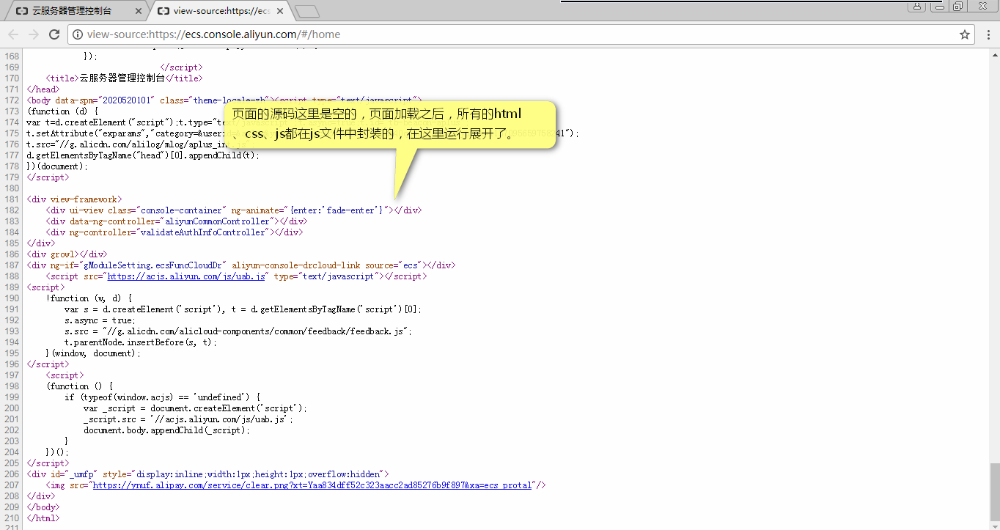 云服务器管理控制台
view-source:https://ecs
view-source:https://ecs.console.aliyun.com/#/home
168 });
169 </script>
170 <title>云服务器管理控制台</title>
171 </head>
172 <body data-spm="2020520101" class="theme-locale-zh"><script type="text/javascript">
173 (function (d) {
174 var t=d.createElement("script");t.type="text/javascript"
175 t.setAttribute("exparams","category=&userid=
176 t.src="//g.alicdn.com/alilog/mlog/aplus_in
177 d.getElementsByTagName("head")[0].appendChild(t);
178 })(document);
179 </script>
页面的源码这里是空的，页面加载之后，所有的html
、css、js都在js文件中封装的，在这里运行展开了。
180
181 <div view-framework>
182 <div ui-view class="console-container" ng-animate="{enter:'fade-enter'}"></div>
183 <div data-ng-controller="aliyunCommonController"></div>
184 <div ng-controller="validateAuthInfoController"></div>
185 </div>
186 <div growl></div>
187 <div ng-if="gModuleSetting.ecsFuncCloudDr" aliyun-console-drcloud-link source="ecs"></div>
188 <script src="https://acjs.aliyun.com/js/uab.js" type="text/javascript"></script>
189 <script>
190 !function (w, d) {
191 var s = d.createElement('script'), t = d.getElementsByTagName('script')[0];
192 s.async = true;
193 s.src = "//g.alicdn.com/alicloud-components/common/feedback/feedback.js";
194 t.parentNode.insertBefore(s, t);
195 }(window, document);
196 </script>
197 <script>
198 (function () {
199 if (typeof(window.acjs) == 'undefined') {
200 var _script = document.createElement('script');
201 _script.src = '//acjs.aliyun.com/js/uab.js';
202 document.body.appendChild(_script);
203 }
204 })();
205 </script>
206 <div id="_umfp" style="display:inline;width:1px;height:1px;overflow:hidden">
207 <img src="https://ynuf.alipay.com/service/clear.png?xt=Yaa834dff52c323aacc2ad85276b9f897&xa=ecs_protal"/>
208 </div>
209 </body>
210 </html>
211